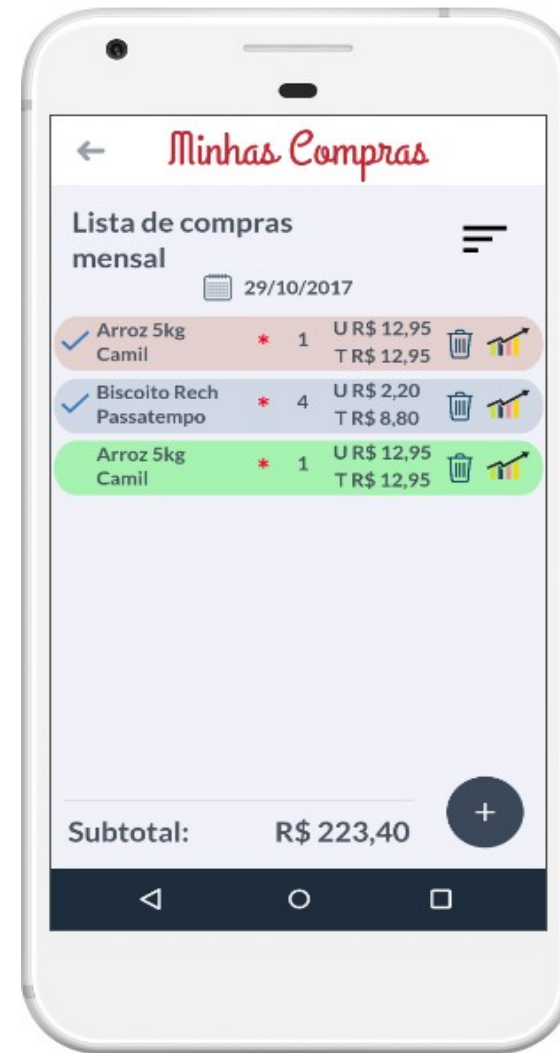 Minhas Compras
Lista de compras
mensal
29/10/2017
Arroz 5kg
Camil
* 1
U R$ 12,95
T R$ 12,95
Biscoito Rech
Passatempo
* 4
U R$ 2,20
T R$ 8,80
Arroz 5kg
Camil
* 1
U R$ 12,95
T R$ 12,95
Subtotal: R$ 223,40
+